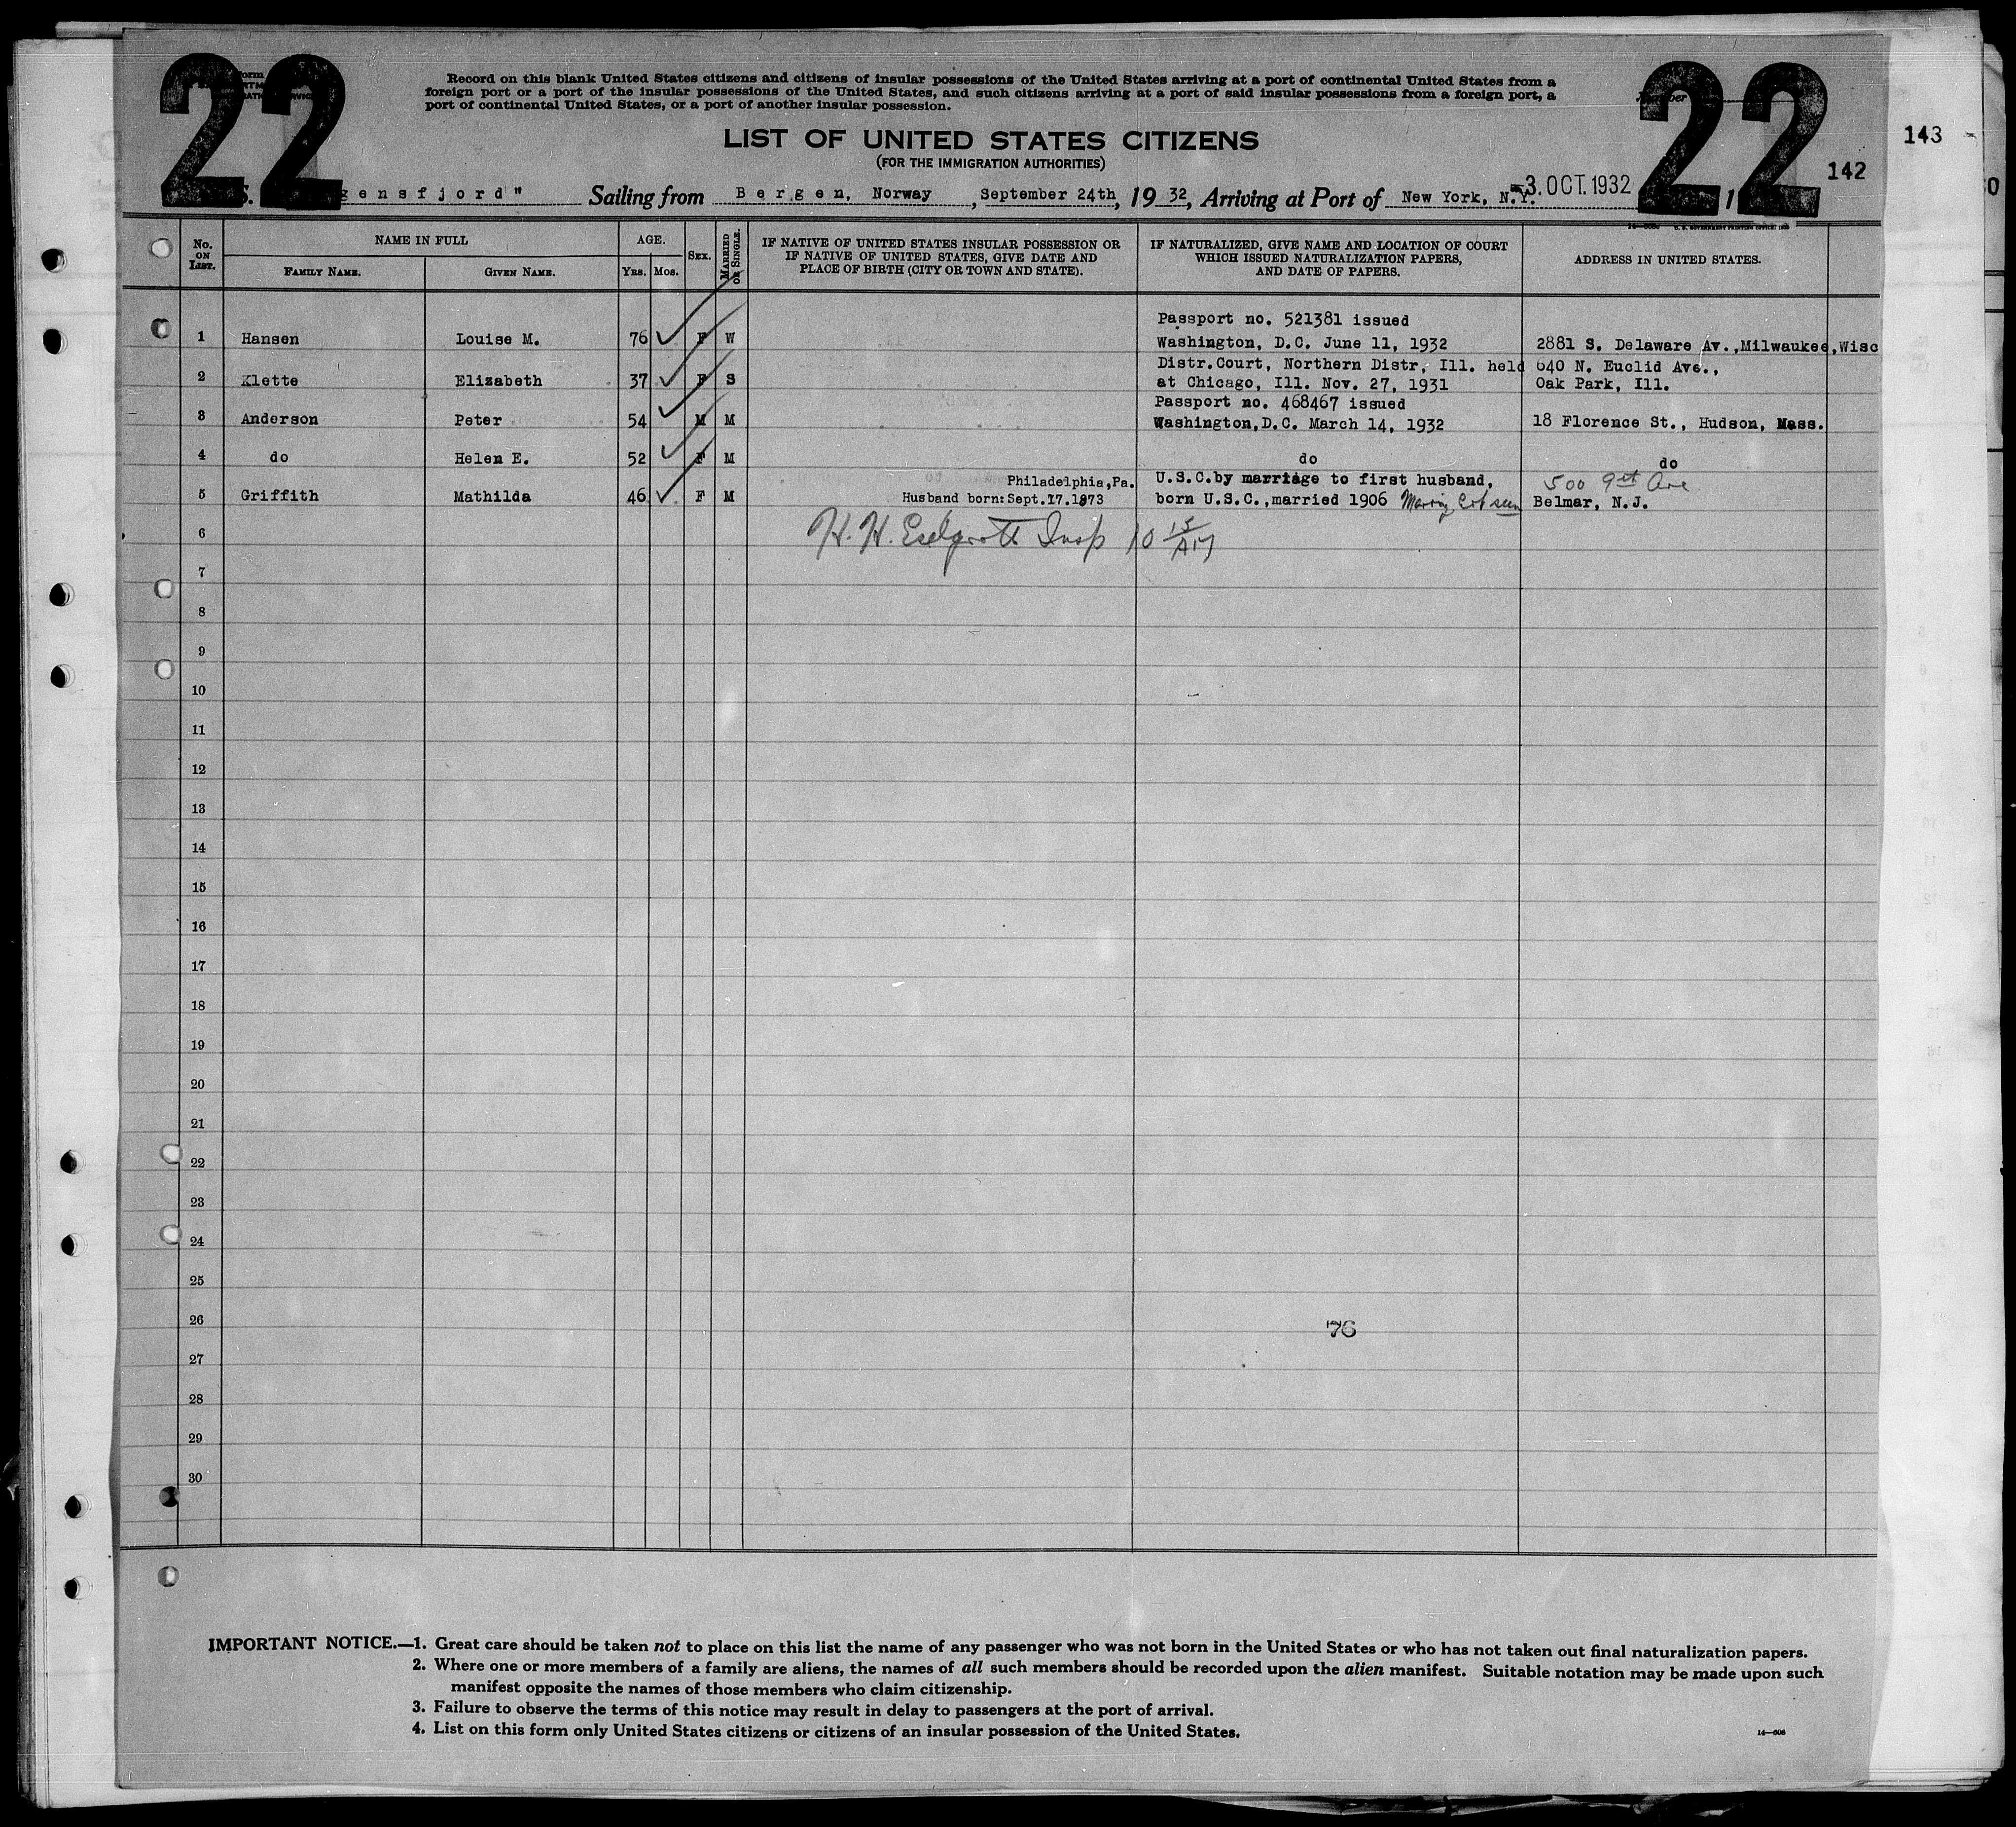 22
22
143
142
Record on this blank United States citizens and citizens of insular possessions of the United States arriving at a port of continental United States from a
foreign port or a port of the insular possessions of the United States, and such citizens arriving at a port of said insular possessions from a foreign port, a
port of continental United States, or a port of another insular possession.
LIST OF UNITED STATES CITIZENS
(FOR THE IMMIGRATION AUTHORITIES)
gensfjord" Sailing from Bergen, Norway, September 24th, 1932, Arriving at Port of New York, N.Y. -3. OCT. 1932
No. ON LIST. NAME IN FULL AGE. SEX. MARRIED OR SINGLE. IF NATIVE OF UNITED STATES INSULAR POSSESSION OR IF NATIVE OF UNITED STATES, GIVE DATE AND PLACE OF BIRTH (CITY OR TOWN AND STATE). IF NATURALIZED, GIVE NAME AND LOCATION OF COURT WHICH ISSUED NATURALIZATION PAPERS, AND DATE OF PAPERS. ADDRESS IN UNITED STATES.
FAMILY NAME. GIVEN NAME. YRS. MOS.
Passport no. 521381 issued
1 Hansen Louise M. 76 F W Washington, D.C. June 11, 1932 2881 S. Delaware Av.,Milwaukee,Wisc
Distr.Court, Northern Distr, Ill. held 640 N. Euclid Ave.,
2 Klette Elizabeth 37 F S at Chicago, Ill. Nov. 27, 1931 Oak Park, Ill.
Passport no. 468467 issued
3 Anderson Peter 54 M M Washington,D.C. March 14, 1932 18 Florence St., Hudson, Mass.
4 do Helen E. 52 F M do do
Philadelphia,Pa. U.S.C.by marriage to first husband, 500 9 Ave
5 Griffith Mathilda 46 F M Husband born:Sept.17.1873 born U.S.C.,married 1906 Belmar, N.J.
6 H. H. Insp 10 15 AM
7
8
9
10
11
12
13
14
15
16
17
18
19
20
21
22
23
24
25
26
76
27
28
29
30
IMPORTANT NOTICE.—1. Great care should be taken not to place on this list the name of any passenger who was not born in the United States or who has not taken out final naturalization papers.
2. Where one or more members of a family are aliens, the names of all such members should be recorded upon the alien manifest. Suitable notation may be made upon such
manifest opposite the names of those members who claim citizenship.
3. Failure to observe the terms of this notice may result in delay to passengers at the port of arrival.
4. List on this form only United States citizens or citizens of an insular possession of the United States.